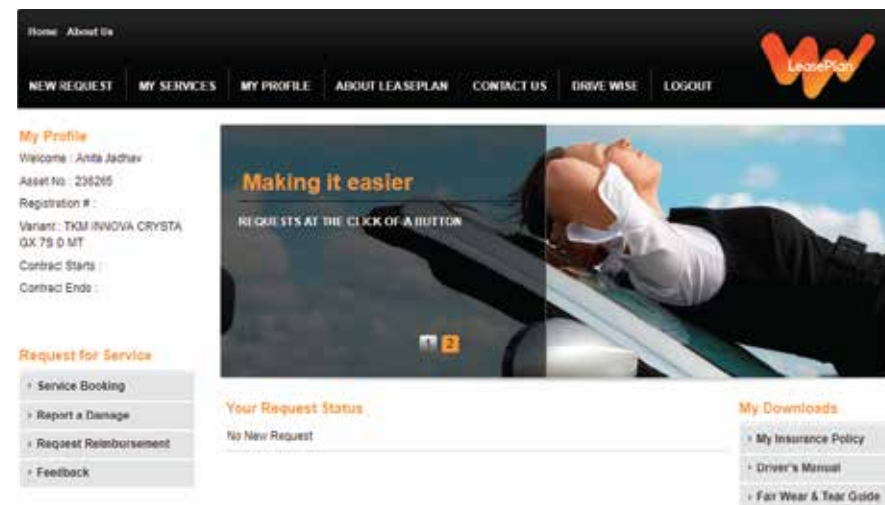 Home About Us
LeasePlan
NEW REQUEST MY SERVICES MY PROFILE ABOUT LEASEPLAN CONTACT US DRIVE WISE LOGOUT
My Profile
Welcome : Anita Jadhav
Asset No : 236265
Registration # :
Variant : TKM INNOVA CRYSTA
GX 7S D MT
Contract Starts :
Contract Ends :
Making it easier
REQUESTS AT THE CLICK OF A BUTTON
1 2
Request for Service
Service Booking
Report a Damage
Request Reimbursement
Feedback
Your Request Status
No New Request
My Downloads
My Insurance Policy
Driver's Manual
Fair Wear & Tear Guide